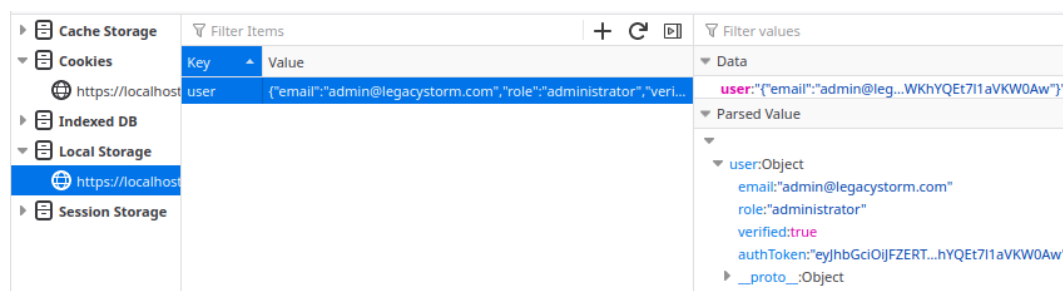 Cache Storage
Cookies
https://localhost
Indexed DB
Local Storage
https://localhost
Session Storage
Filter Items
Key Value
user {"email":"admin@legacystorm.com","role":"administrator","veri...
Filter values
Data
user:"{"email":"admin@leg...WKhYQEt7l1aVKW0Aw"}"
Parsed Value
user:Object
email:"admin@legacystorm.com"
role:"administrator"
verified:true
authToken:"eyJhbGciOiJFZERT...hYQEt7l1aVKW0Aw"
__proto__:Object